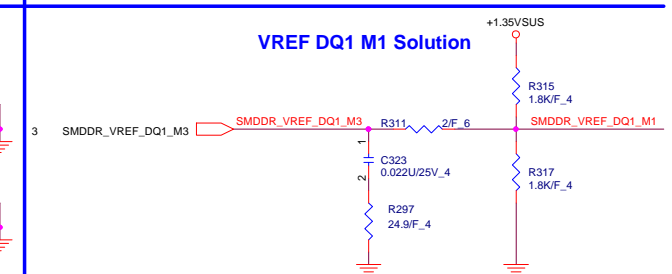 +1.35VSUS
VREF DQ1 M1 Solution
R315
1.8K/F_4
3 SMDDR_VREF_DQ1_M3
SMDDR_VREF_DQ1_M3
R311
2/F_6
SMDDR_VREF_DQ1_M1
1
C323
0.022U/25V_4
2
R317
1.8K/F_4
R297
24.9/F_4